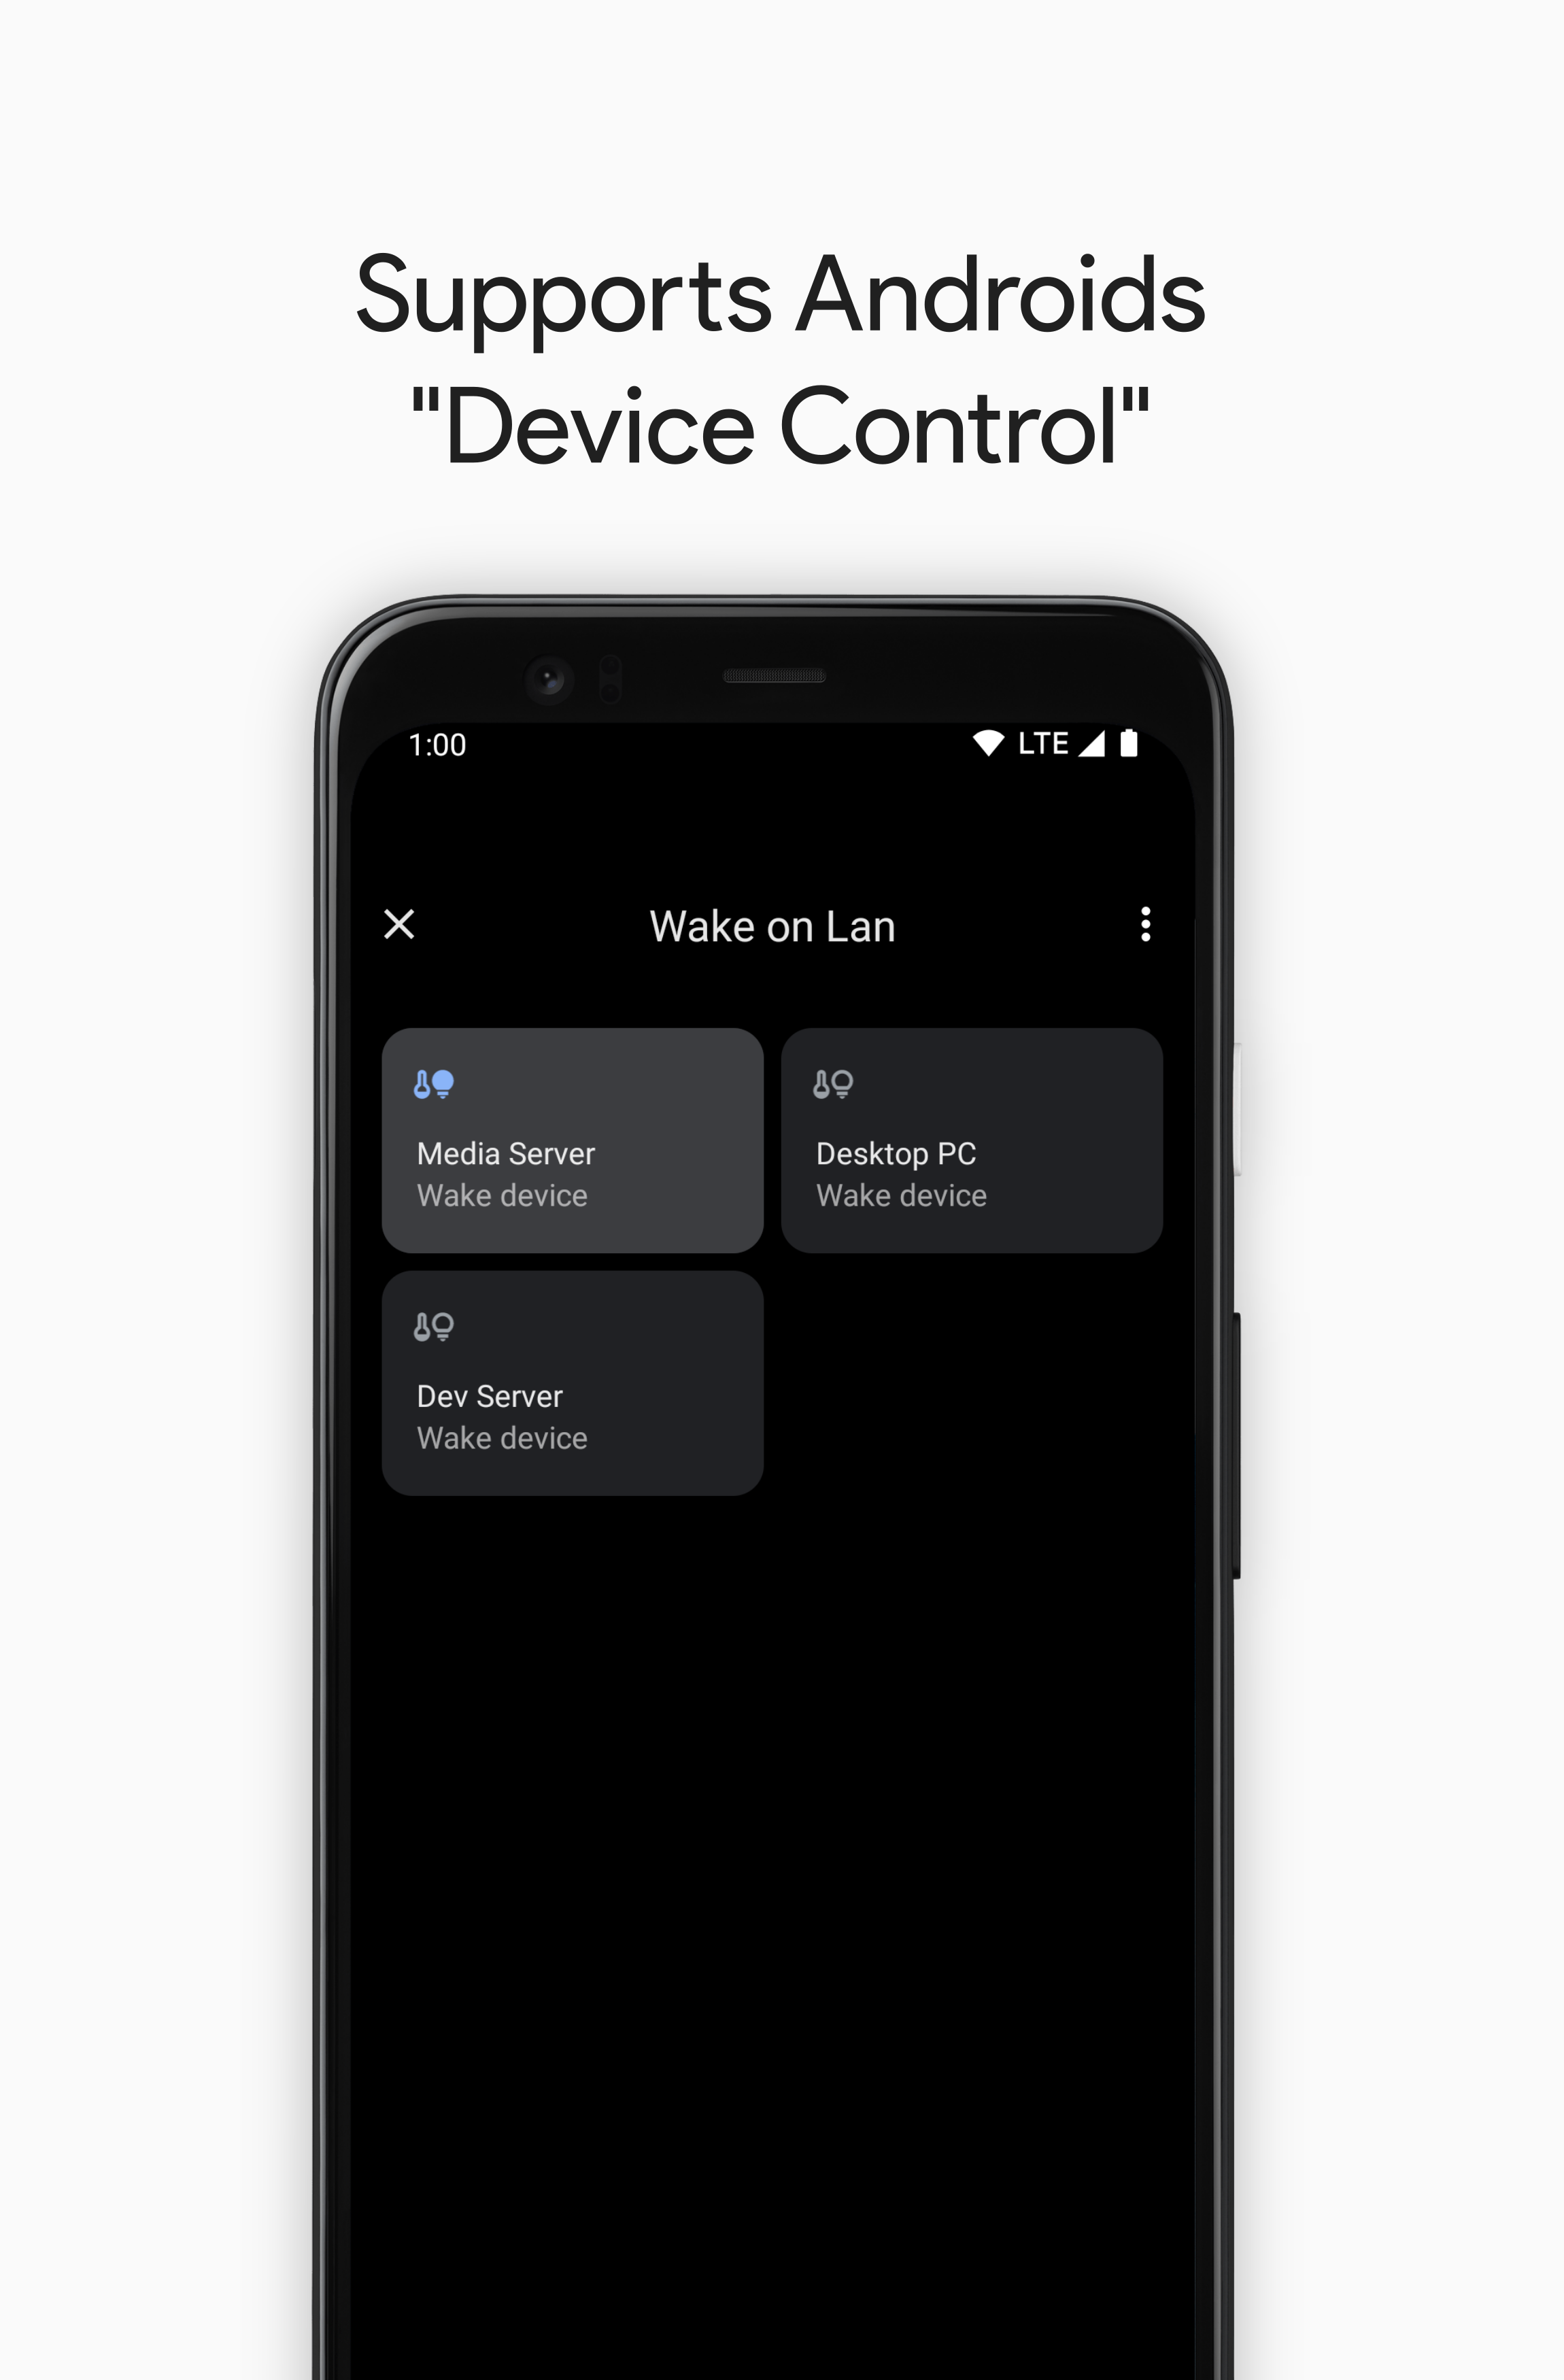 Supports Androids
"Device Control"
1:00 LTE
Wake on Lan
Media Server
Wake device
Desktop PC
Wake device
Dev Server
Wake device